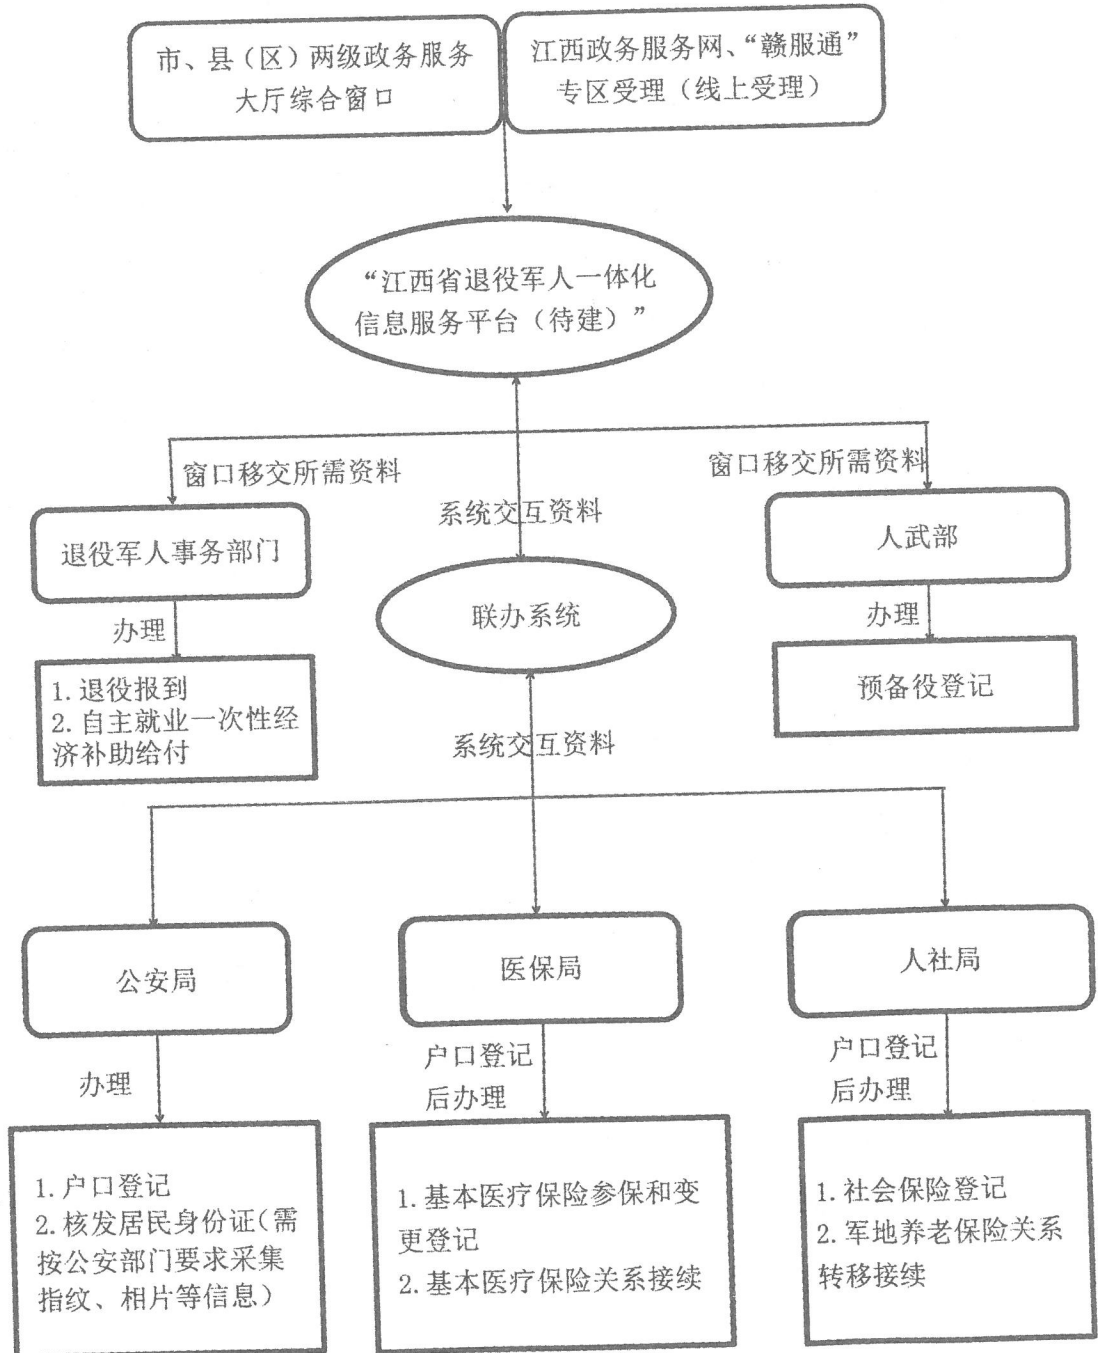 市、县（区）两级政务服务
大厅综合窗口
江西政务服务网、“赣服通”
专区受理（线上受理）
“江西省退役军人一体化
信息服务平台（待建）”
窗口移交所需资料
系统交互资料
窗口移交所需资料
退役军人事务部门
联办系统
人武部
办理
办理
1.退役报到
2.自主就业一次性经
济补助给付
预备役登记
系统交互资料
公安局
医保局
人社局
办理
户口登记
后办理
户口登记
后办理
1.户口登记
2.核发居民身份证（需
按公安部门要求采集
指纹、相片等信息）
1.基本医疗保险参保和变
更登记
2.基本医疗保险关系接续
1.社会保险登记
2.军地养老保险关系
转移接续